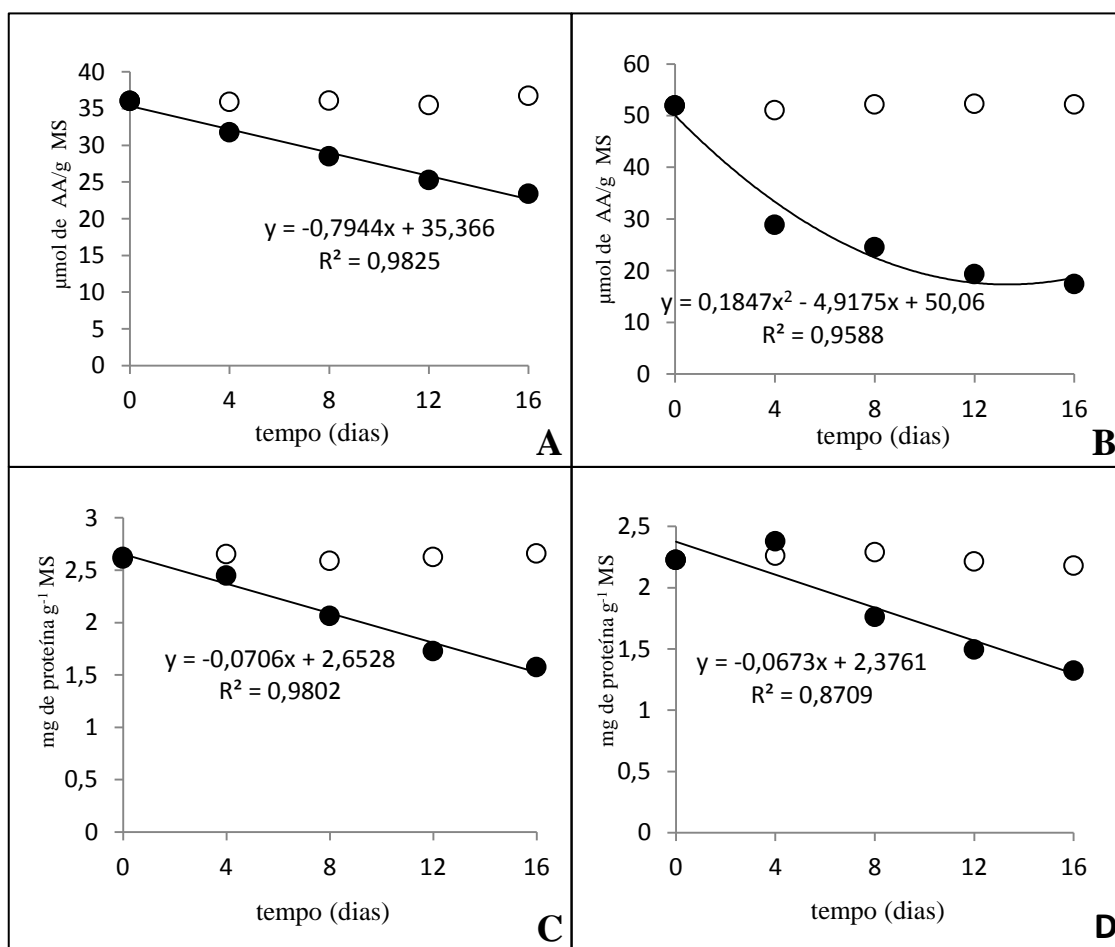 40
35
30
25
20
15
10
5
0
µmol de AA/g MS
y = -0,7944x + 35,366
R² = 0,9825
0 4 8 12 16
tempo (dias)
A
60
50
40
30
20
10
0
µmol de AA/g MS
y = 0,1847x² - 4,9175x + 50,06
R² = 0,9588
0 4 8 12 16
tempo (dias)
B
3
2,5
2
1,5
1
0,5
0
mg de proteína g⁻¹ MS
y = -0,0706x + 2,6528
R² = 0,9802
0 4 8 12 16
tempo (dias)
C
2,5
2
1,5
1
0,5
0
mg de proteína g⁻¹ MS
y = -0,0673x + 2,3761
R² = 0,8709
0 4 8 12 16
tempo (dias)
D